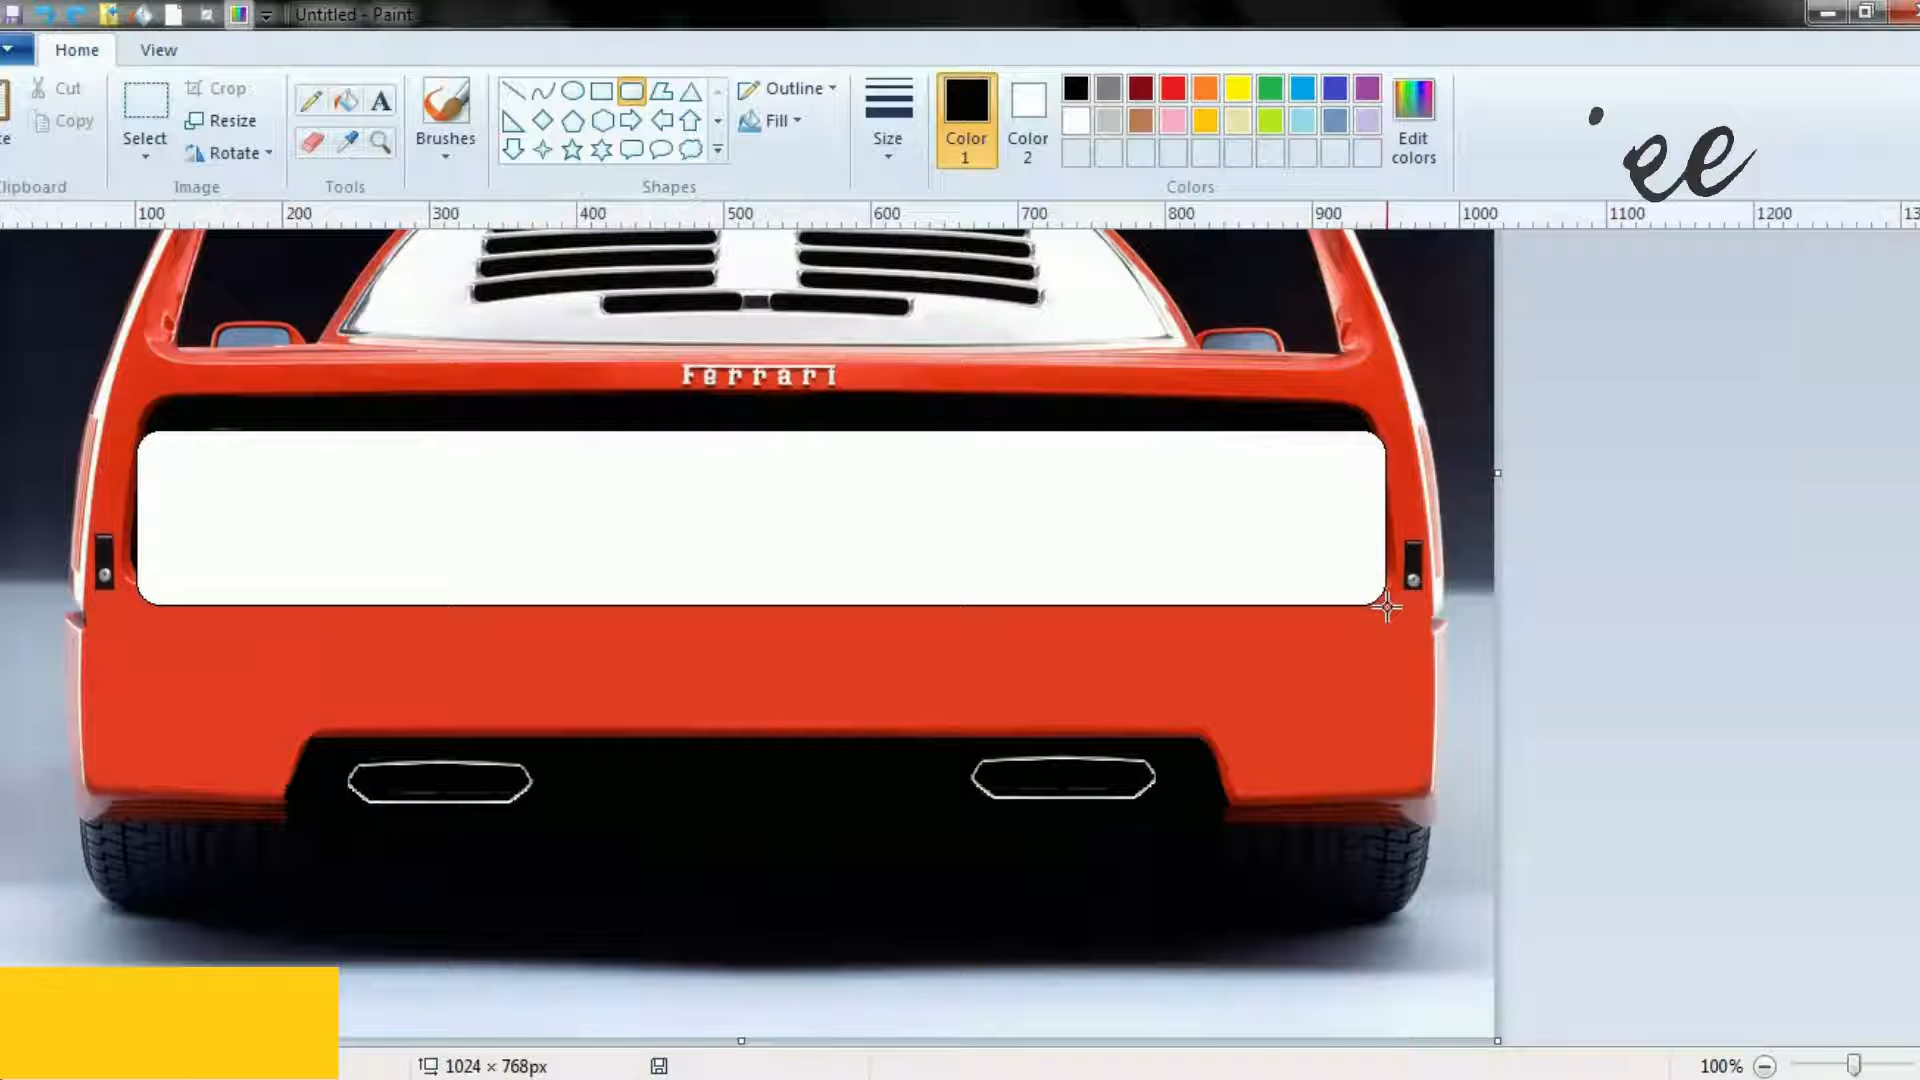 Untitled - Paint
Home View
Cut
Copy
Clipboard
Select
Crop
Resize
Rotate
Image
A
Tools
Brushes
Outline
Fill
Shapes
Size
Color 1
Color 2
Edit colors
Colors
ee
100 200 300 400 500 600 700 800 900 1000 1100 1200
Ferrari
1024 × 768px
100%